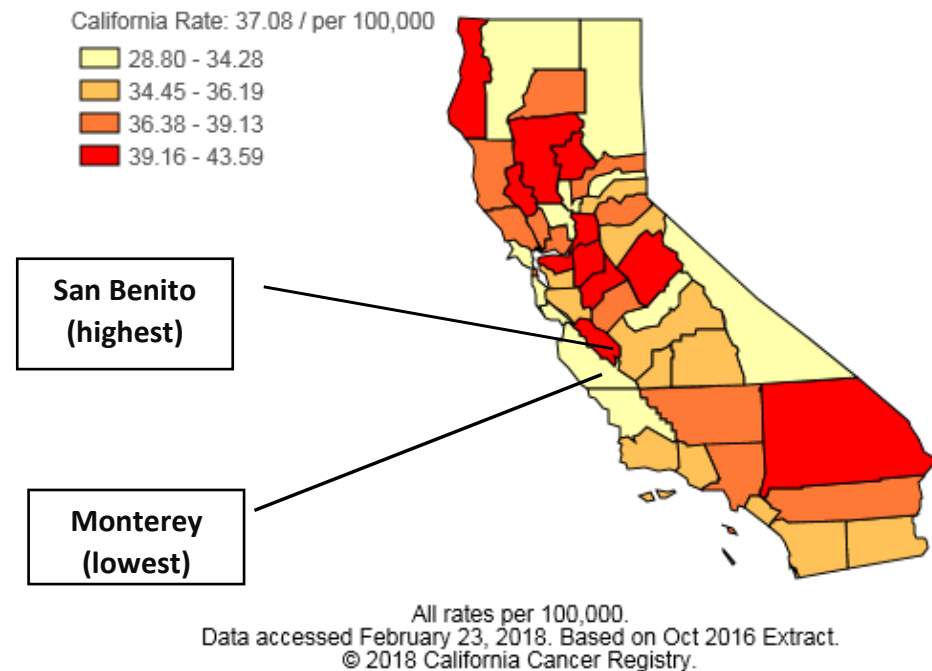 California Rate: 37.08 / per 100,000
28.80 - 34.28
34.45 - 36.19
36.38 - 39.13
39.16 - 43.59
San Benito
(highest)
Monterey
(lowest)
All rates per 100,000.
Data accessed February 23, 2018. Based on Oct 2016 Extract.
© 2018 California Cancer Registry.